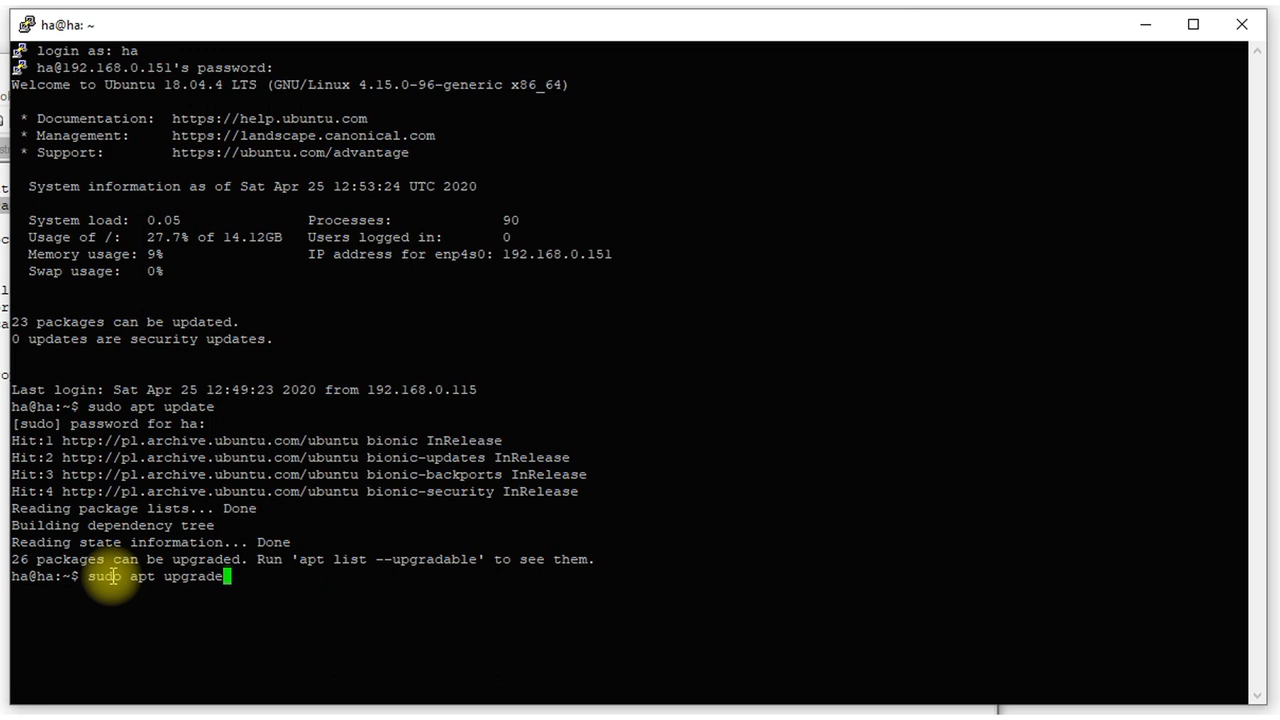 ha@ha: ~
login as: ha
ha@192.168.0.151's password:
Welcome to Ubuntu 18.04.4 LTS (GNU/Linux 4.15.0-96-generic x86_64)
* Documentation:  https://help.ubuntu.com
* Management:     https://landscape.canonical.com
* Support:        https://ubuntu.com/advantage
System information as of Sat Apr 25 12:53:24 UTC 2020
System load:  0.05              Processes:             90
Usage of /:   27.7% of 14.12GB   Users logged in:       0
Memory usage: 9%                IP address for enp4s0: 192.168.0.151
Swap usage:   0%
23 packages can be updated.
0 updates are security updates.
Last login: Sat Apr 25 12:49:23 2020 from 192.168.0.115
ha@ha:~$ sudo apt update
[sudo] password for ha:
Hit:1 http://pl.archive.ubuntu.com/ubuntu bionic InRelease
Hit:2 http://pl.archive.ubuntu.com/ubuntu bionic-updates InRelease
Hit:3 http://pl.archive.ubuntu.com/ubuntu bionic-backports InRelease
Hit:4 http://pl.archive.ubuntu.com/ubuntu bionic-security InRelease
Reading package lists... Done
Building dependency tree
Reading state information... Done
26 packages can be upgraded. Run 'apt list --upgradable' to see them.
ha@ha:~$ sudo apt upgrade